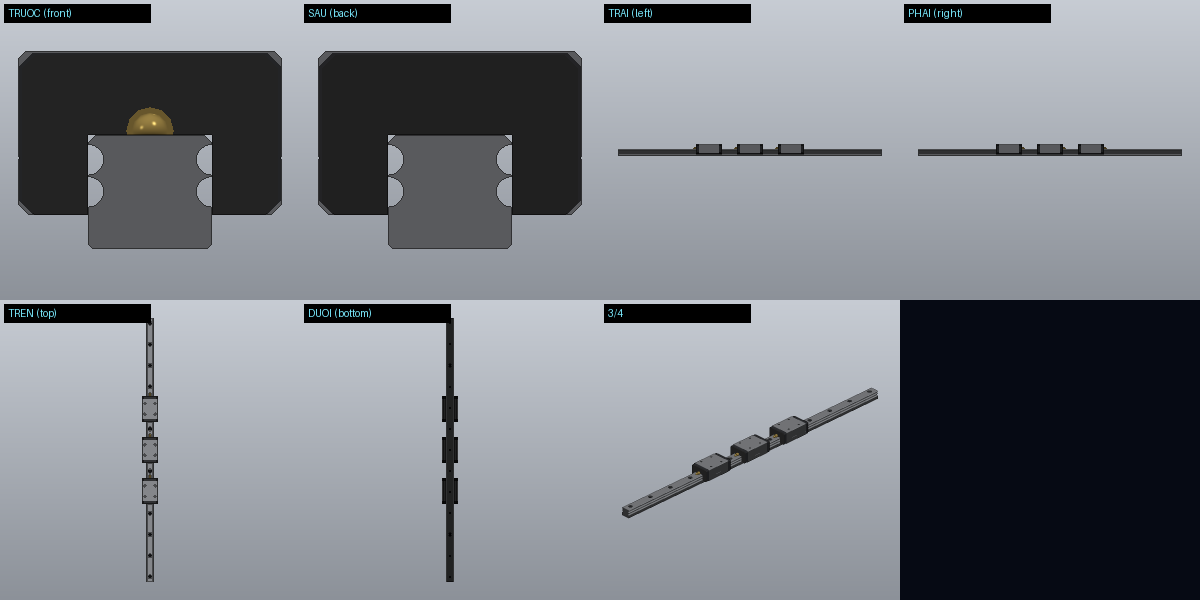 TRUOC (front)
SAU (back)
TRAI (left)
PHAI (right)
TREN (top)
DUOI (bottom)
3/4